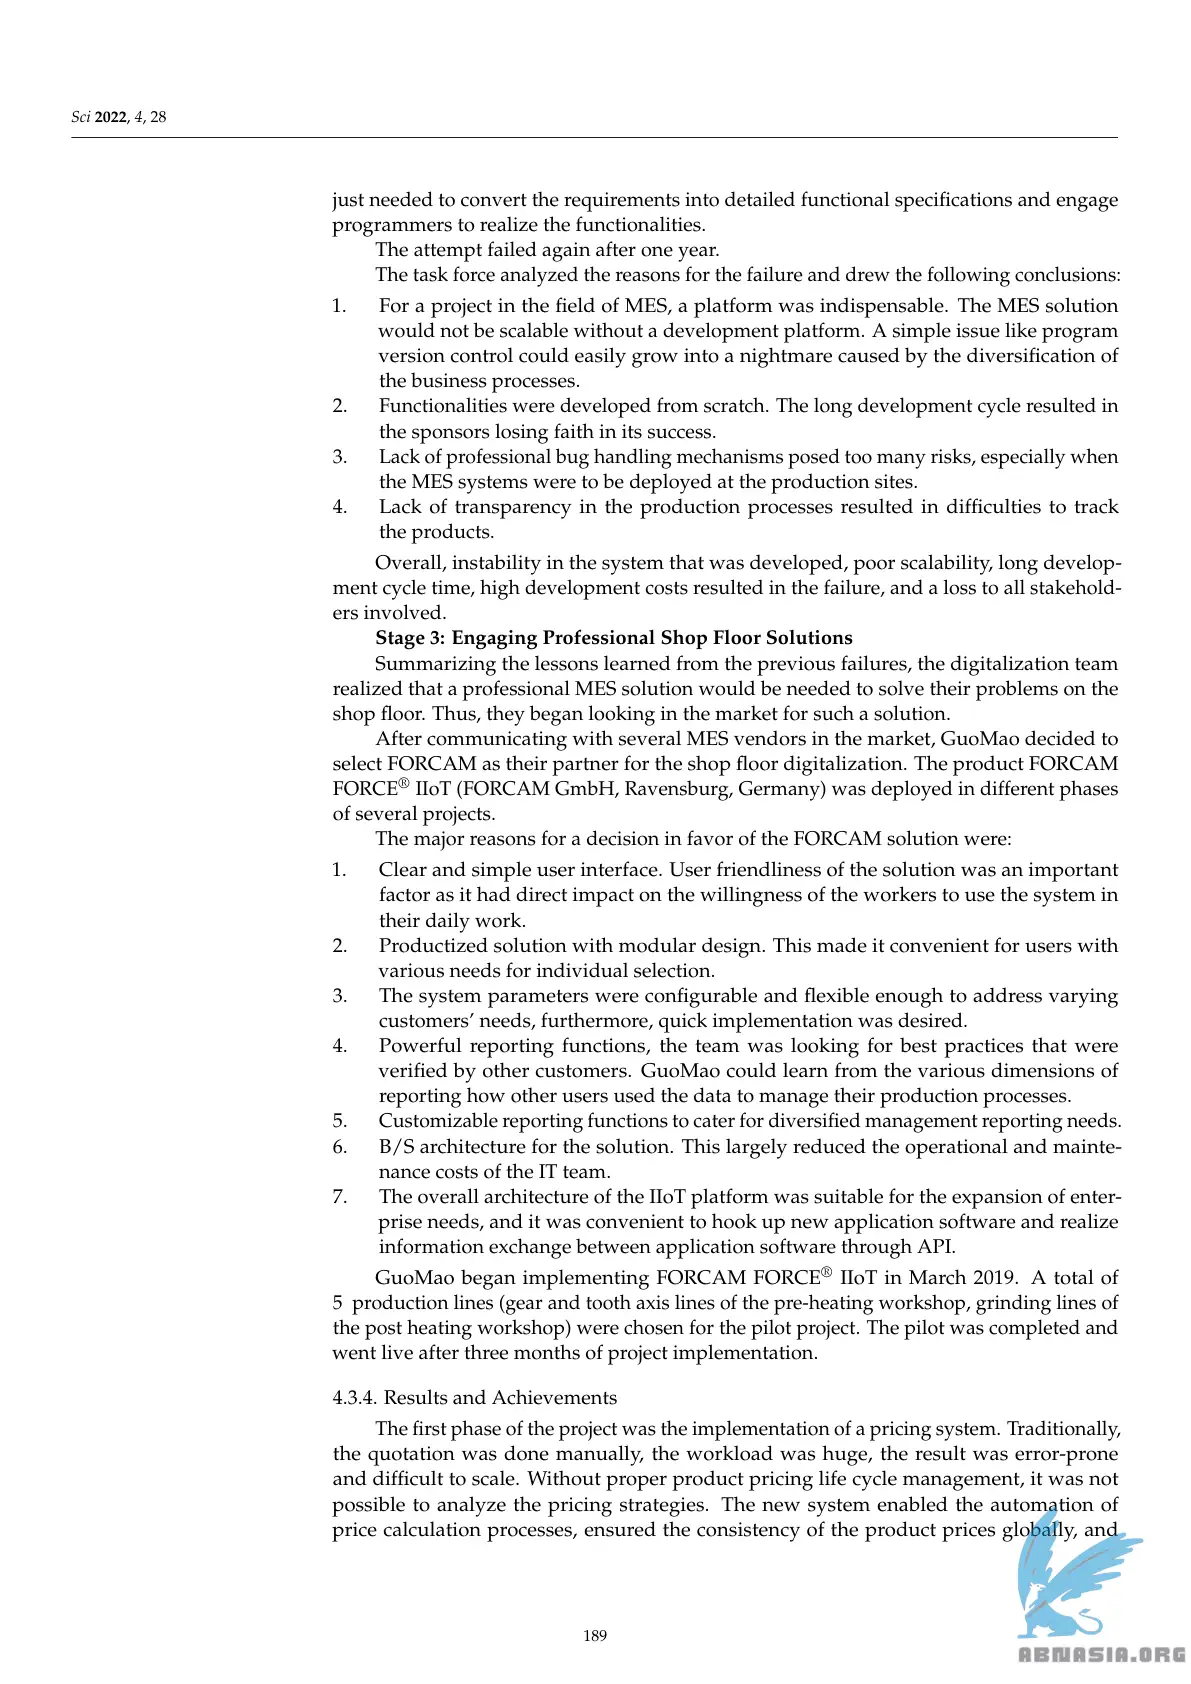 Sci 2022, 4, 28
just needed to convert the requirements into detailed functional specifications and engage
programmers to realize the functionalities.
The attempt failed again after one year.
The task force analyzed the reasons for the failure and drew the following conclusions:
1. For a project in the field of MES, a platform was indispensable. The MES solution
would not be scalable without a development platform. A simple issue like program
version control could easily grow into a nightmare caused by the diversification of
the business processes.
2. Functionalities were developed from scratch. The long development cycle resulted in
the sponsors losing faith in its success.
3. Lack of professional bug handling mechanisms posed too many risks, especially when
the MES systems were to be deployed at the production sites.
4. Lack of transparency in the production processes resulted in difficulties to track
the products.
Overall, instability in the system that was developed, poor scalability, long develop-
ment cycle time, high development costs resulted in the failure, and a loss to all stakehold-
ers involved.
Stage 3: Engaging Professional Shop Floor Solutions
Summarizing the lessons learned from the previous failures, the digitalization team
realized that a professional MES solution would be needed to solve their problems on the
shop floor. Thus, they began looking in the market for such a solution.
After communicating with several MES vendors in the market, GuoMao decided to
select FORCAM as their partner for the shop floor digitalization. The product FORCAM
FORCE® IIoT (FORCAM GmbH, Ravensburg, Germany) was deployed in different phases
of several projects.
The major reasons for a decision in favor of the FORCAM solution were:
1. Clear and simple user interface. User friendliness of the solution was an important
factor as it had direct impact on the willingness of the workers to use the system in
their daily work.
2. Productized solution with modular design. This made it convenient for users with
various needs for individual selection.
3. The system parameters were configurable and flexible enough to address varying
customers' needs, furthermore, quick implementation was desired.
4. Powerful reporting functions, the team was looking for best practices that were
verified by other customers. GuoMao could learn from the various dimensions of
reporting how other users used the data to manage their production processes.
5. Customizable reporting functions to cater for diversified management reporting needs.
6. B/S architecture for the solution. This largely reduced the operational and mainte-
nance costs of the IT team.
7. The overall architecture of the IIoT platform was suitable for the expansion of enter-
prise needs, and it was convenient to hook up new application software and realize
information exchange between application software through API.
GuoMao began implementing FORCAM FORCE® IIoT in March 2019. A total of
5 production lines (gear and tooth axis lines of the pre-heating workshop, grinding lines of
the post heating workshop) were chosen for the pilot project. The pilot was completed and
went live after three months of project implementation.
4.3.4. Results and Achievements
The first phase of the project was the implementation of a pricing system. Traditionally,
the quotation was done manually, the workload was huge, the result was error-prone
and difficult to scale. Without proper product pricing life cycle management, it was not
possible to analyze the pricing strategies. The new system enabled the automation of
price calculation processes, ensured the consistency of the product prices globally, and
189
ABNASIA.ORG